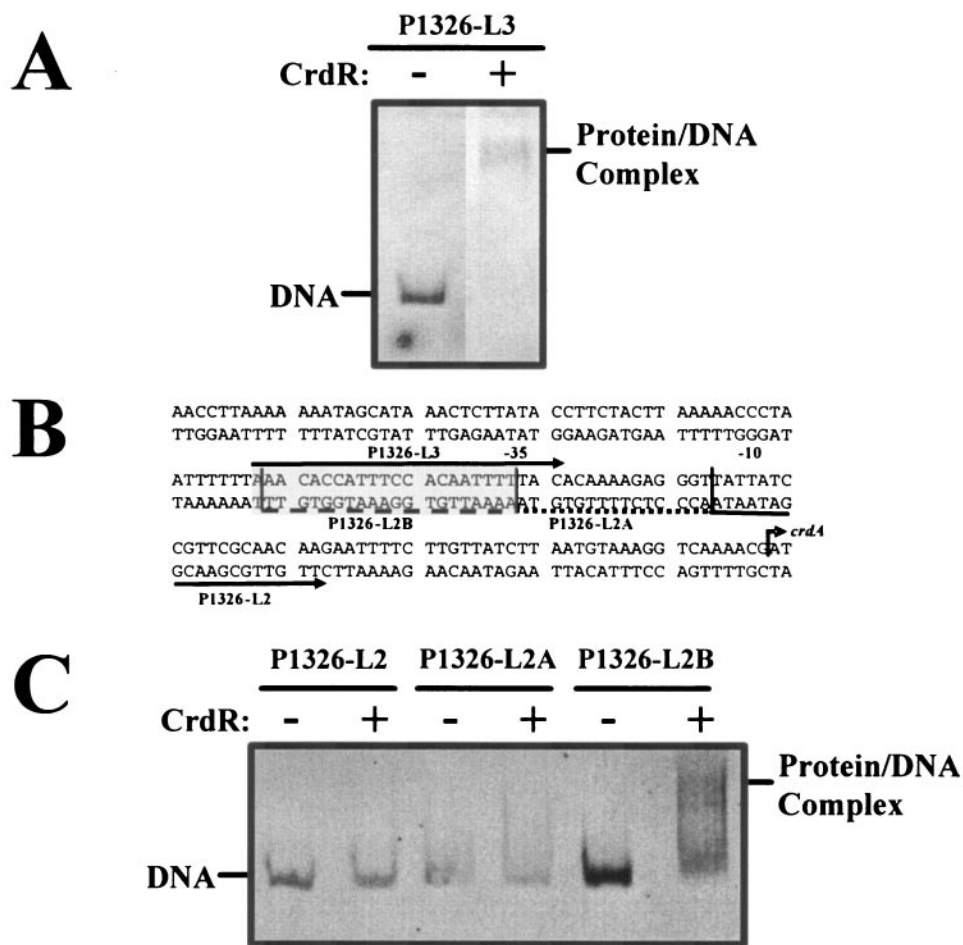 A
P1326-L3
CrdR: - +
Protein/DNA
Complex
DNA
B
AACCTTAAAA AAATAGCATA AACTCTTATA CCTTCTACTT AAAAACCCTA
TTGGAATTTT TTTATCGTAT TTGAGAATAT GGAAGATGAA TTTTTGGGAT
P1326-L3 -35 -10
ATTTTTTAAA CACCATTTCC ACAATTTTTA CACAAAAGAG GGTTATTATC
TAAAAAATTT GTGGTAAAGG TGTTAAAAAT GTGTTTTCTC CCAATAATAG
P1326-L2B P1326-L2A
crdA
CGTTCGCAAC AAGAATTTTC TTGTTATCTT AATGTAAAGG TCAAAACGAT
GCAAGCGTTG TTCTTAAAAG AACAATAGAA TTACATTTCC AGTTTTGCTA
P1326-L2
C
P1326-L2 P1326-L2A P1326-L2B
CrdR: - + - + - +
Protein/DNA
Complex
DNA